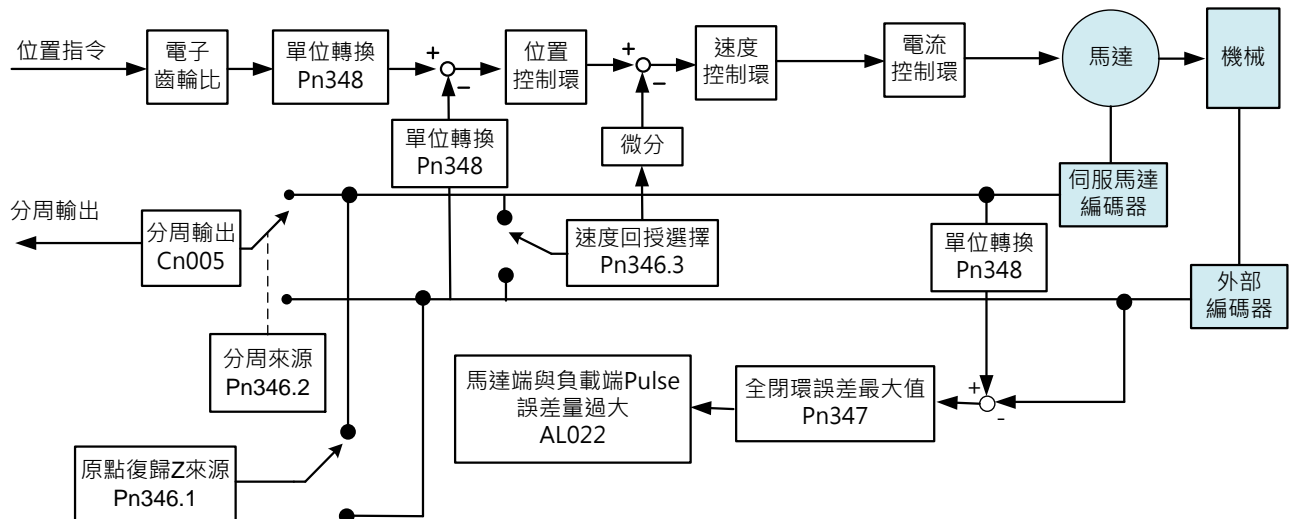 位置指令
電子
齒輪比
單位轉換
Pn348
+
−
位置
控制環
+
−
速度
控制環
電流
控制環
馬達
機械
單位轉換
Pn348
微分
分周輸出
分周輸出
Cn005
速度回授選擇
Pn346.3
伺服馬達
編碼器
單位轉換
Pn348
外部
編碼器
分周來源
Pn346.2
馬達端與負載端Pulse
誤差量過大
AL022
全閉環誤差最大值
Pn347
+
-
原點復歸Z來源
Pn346.1